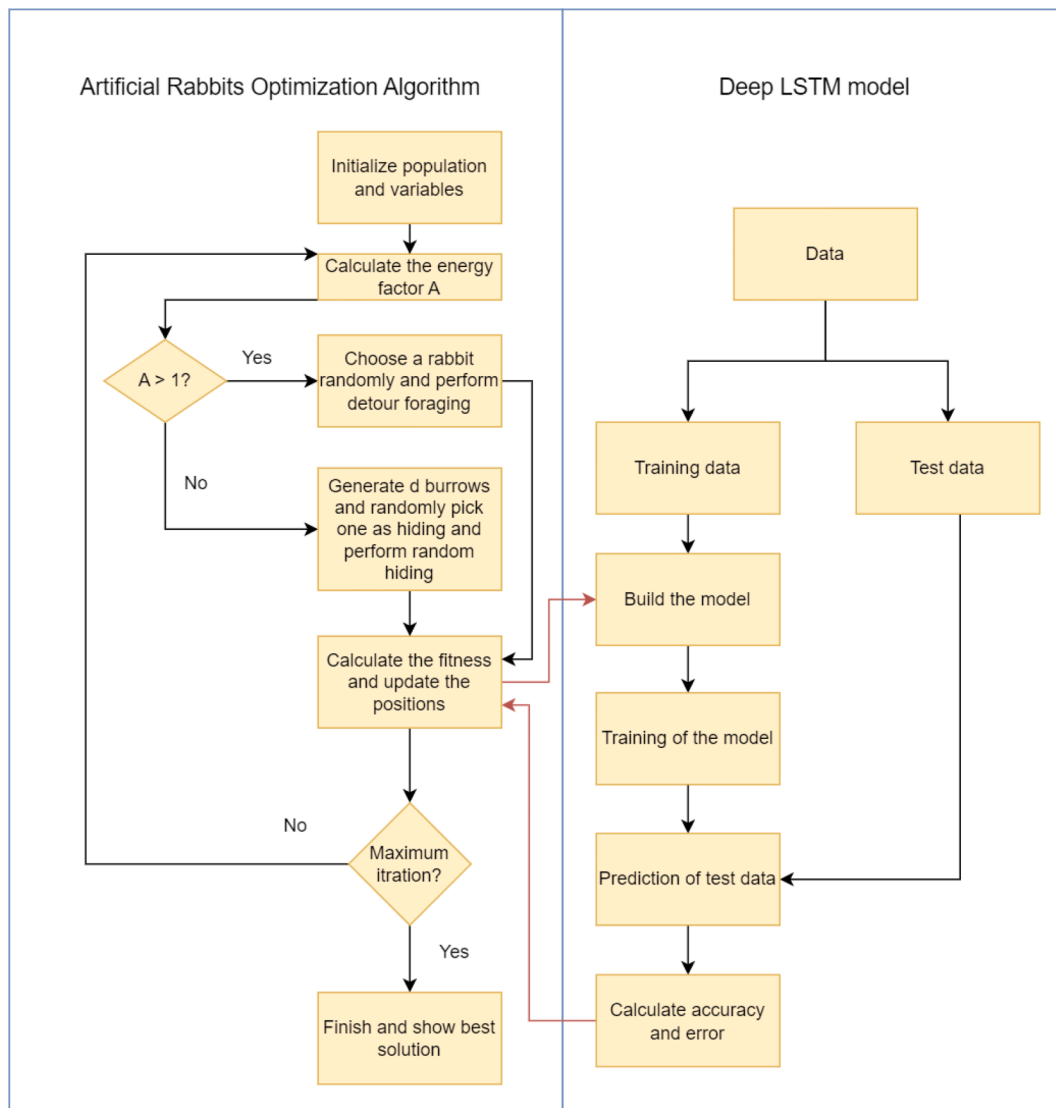 Artificial Rabbits Optimization Algorithm
Initialize population
and variables
Calculate the energy
factor A
A > 1?
Yes
Choose a rabbit
randomly and perform
detour foraging
No
Generate d burrows
and randomly pick
one as hiding and
perform random
hiding
Calculate the fitness
and update the
positions
No
Maximum
itration?
Yes
Finish and show best
solution
Deep LSTM model
Data
Training data
Test data
Build the model
Training of the model
Prediction of test data
Calculate accuracy
and error